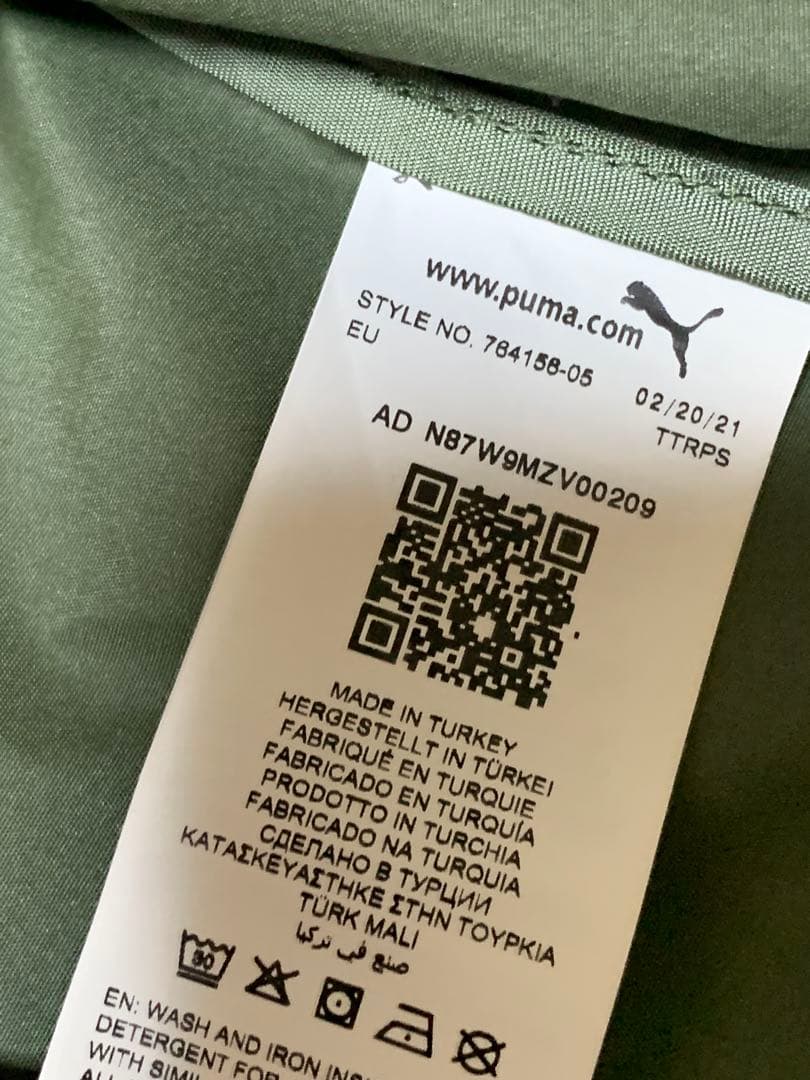 www.puma.com
STYLE NO. 764158-05 02/20/21
EU TTRPS
AD N87W9MZV00209
MADE IN TURKEY
HERGESTELLT IN TÜRKEI
FABRIQUÉ EN TURQUIE
FABRICADO EN TURQUÍA
PRODOTTO IN TURCHIA
FABRICADO NA TURQUIA
СДЕЛАНО В ТУРЦИИ
ΚΑΤΑΣΚΕΥΑΣΤΗΚΕ ΣΤΗΝ ΤΟΥΡΚΙΑ
TÜRK MALI
صنع في تركيا
30
EN: WASH AND IRON
DETERGENT FOR
WITH